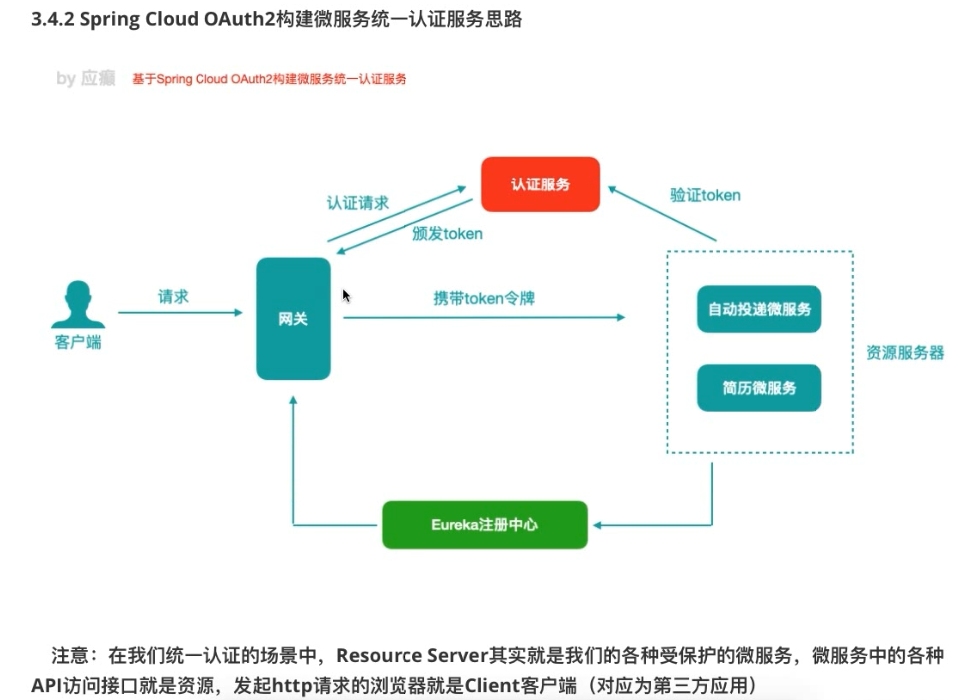 3.4.2 Spring Cloud OAuth2构建微服务统一认证服务思路
by 应癫 基于Spring Cloud OAuth2构建微服务统一认证服务
认证服务
认证请求
验证token
颁发token
请求
网关
携带token令牌
自动投递微服务
客户端
资源服务器
简历微服务
Eureka注册中心
注意：在我们统一认证的场景中，Resource Server其实就是我们的各种受保护的微服务，微服务中的各种
API访问接口就是资源，发起http请求的浏览器就是Client客户端（对应为第三方应用）